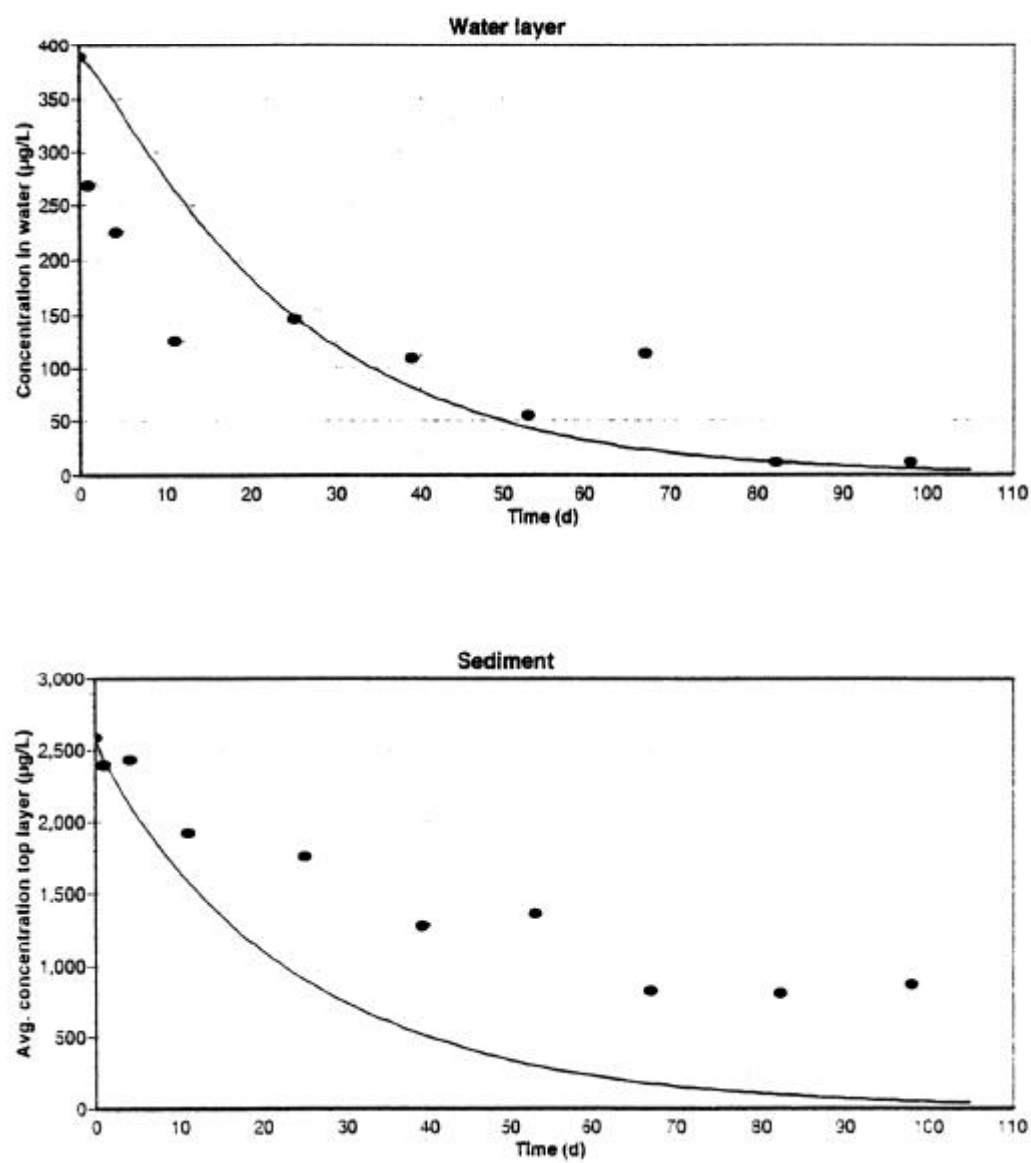 Water layer
Concentration in water (µg/L)
400
350
300
250
200
150
100
50
0
0 10 20 30 40 50 60 70 80 90 100 110
Time (d)
Sediment
Avg. concentration top layer (µg/L)
3,000
2,500
2,000
1,500
1,000
500
0
0 10 20 30 40 50 60 70 80 90 100 110
Time (d)